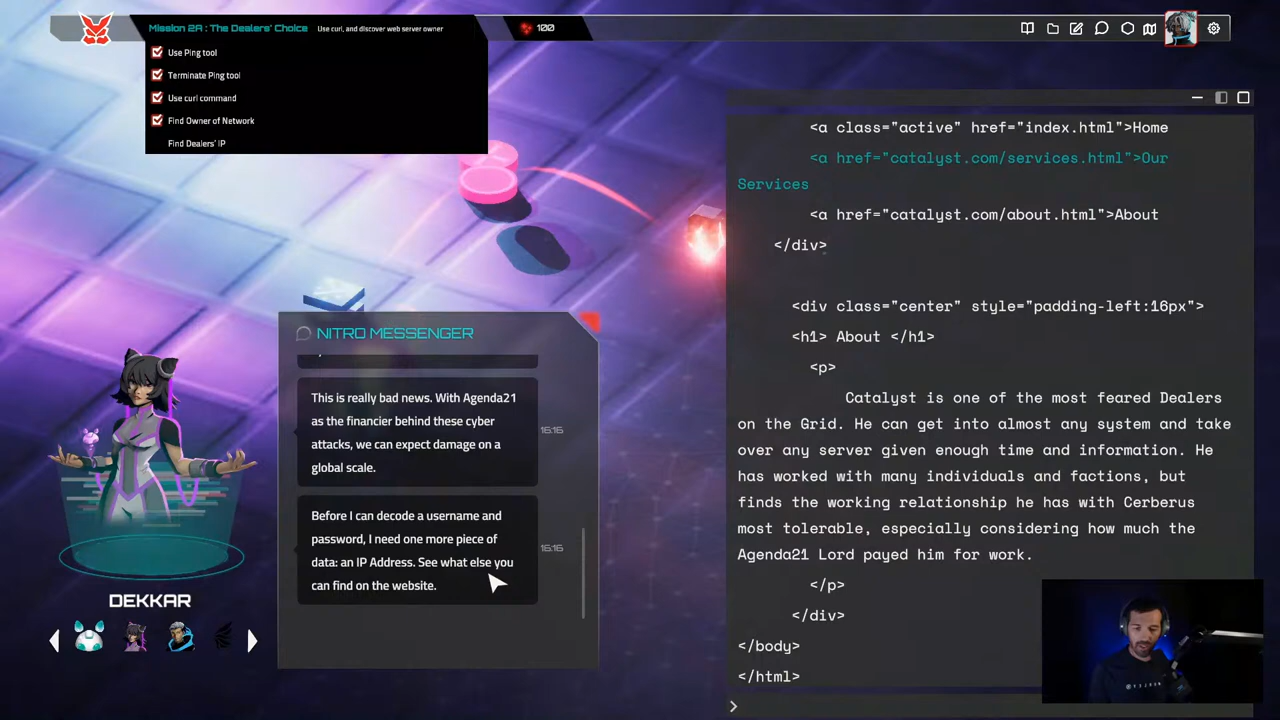 Mission 2A : The Dealers' Choice Use curl, and discover web server owner
Use Ping tool
Terminate Ping tool
Use curl command
Find Owner of Network
Find Dealers' IP
100
NITRO MESSENGER
This is really bad news. With Agenda21
as the financier behind these cyber
attacks, we can expect damage on a
global scale.
16:16
Before I can decode a username and
password, I need one more piece of
data: an IP Address. See what else you
can find on the website.
16:16
DEKKAR
<a class="active" href="index.html">Home
<a href="catalyst.com/services.html">Our
Services
<a href="catalyst.com/about.html">About
</div>
<div class="center" style="padding-left:16px">
<h1> About </h1>
<p>
Catalyst is one of the most feared Dealers
on the Grid. He can get into almost any system and take
over any server given enough time and information. He
has worked with many individuals and factions, but
finds the working relationship he has with Cerberus
most tolerable, especially considering how much the
Agenda21 Lord payed him for work.
</p>
</div>
</body>
</html>
>